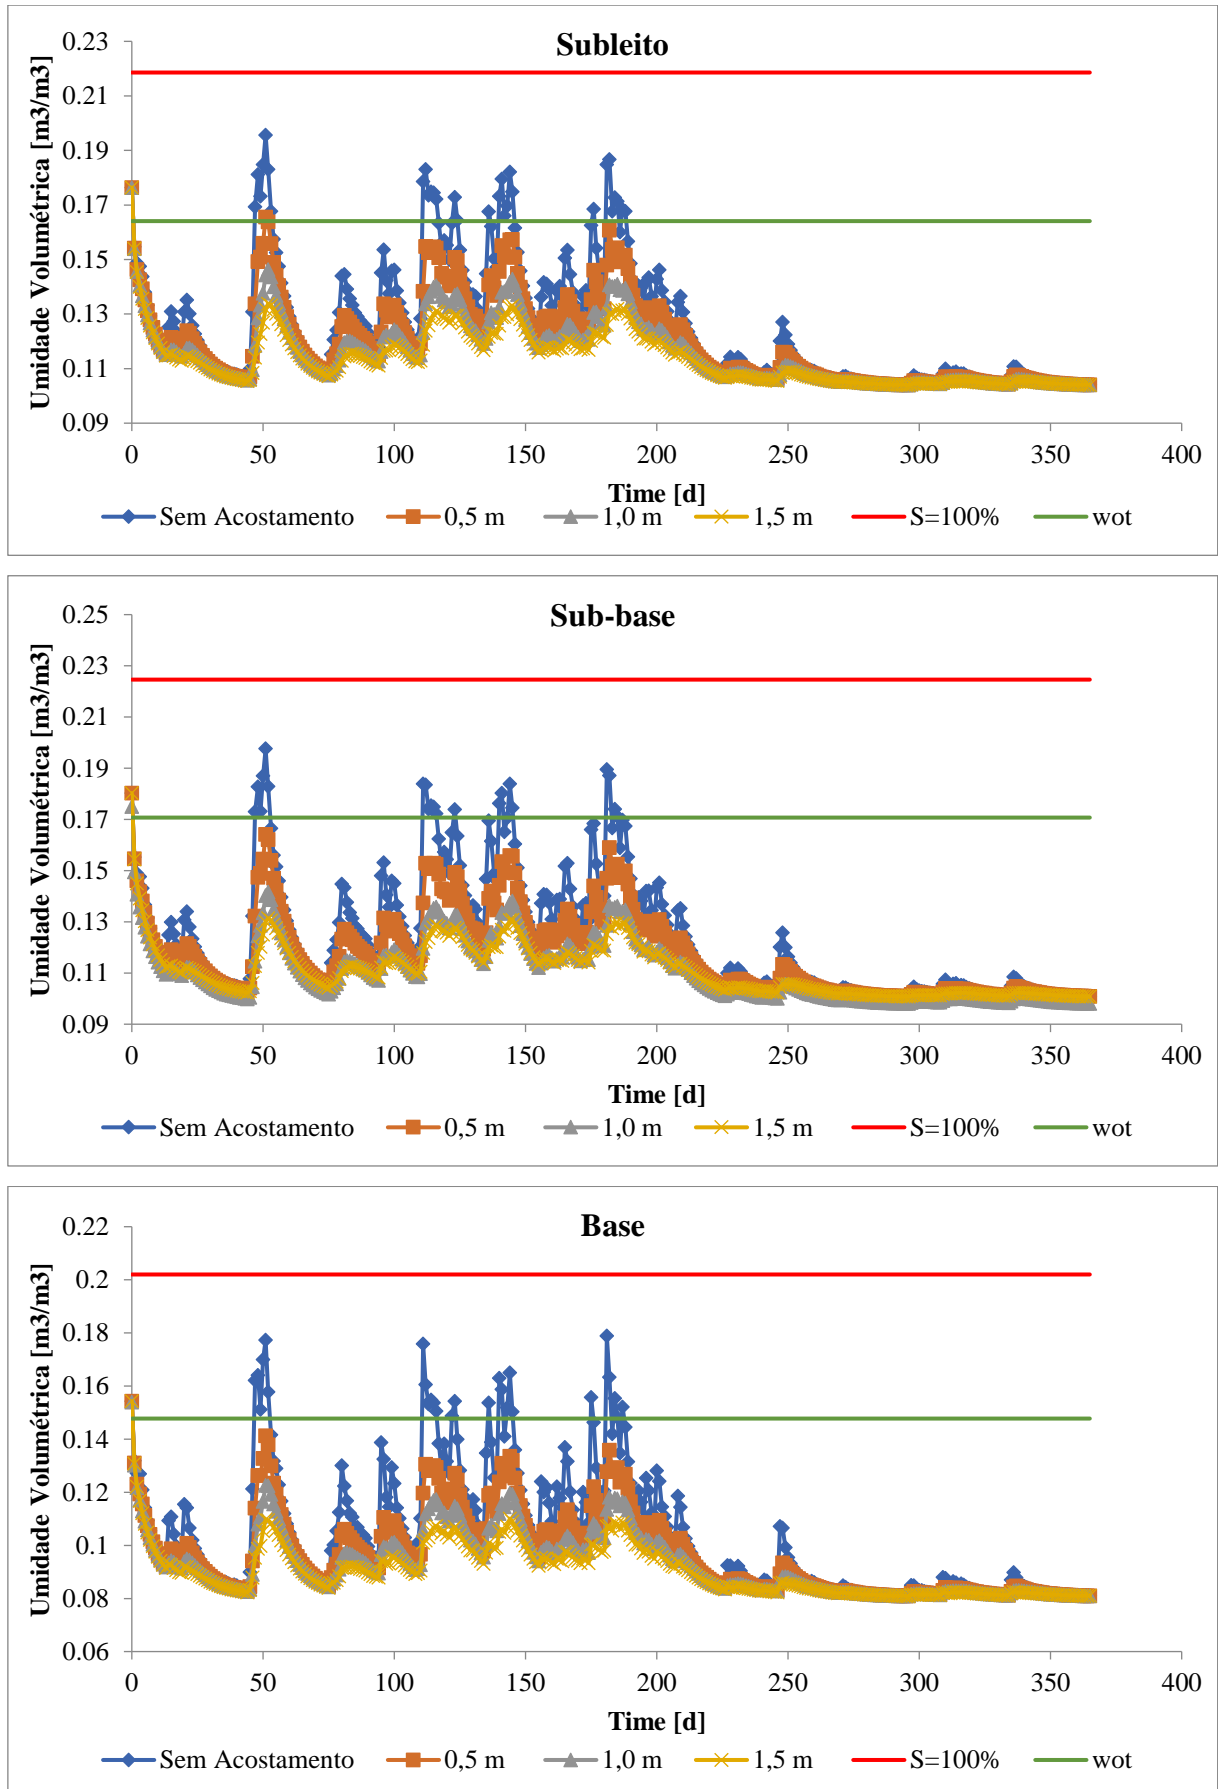 Subleito
Umidade Volumétrica [m3/m3]
0.23
0.21
0.19
0.17
0.15
0.13
0.11
0.09
0 50 100 150 200 250 300 350 400
Time [d]
Sem Acostamento 0,5 m 1,0 m 1,5 m S=100% wot
Sub-base
Umidade Volumétrica [m3/m3]
0.25
0.23
0.21
0.19
0.17
0.15
0.13
0.11
0.09
0 50 100 150 200 250 300 350 400
Time [d]
Sem Acostamento 0,5 m 1,0 m 1,5 m S=100% wot
Base
Umidade Volumétrica [m3/m3]
0.22
0.2
0.18
0.16
0.14
0.12
0.1
0.08
0.06
0 50 100 150 200 250 300 350 400
Time [d]
Sem Acostamento 0,5 m 1,0 m 1,5 m S=100% wot